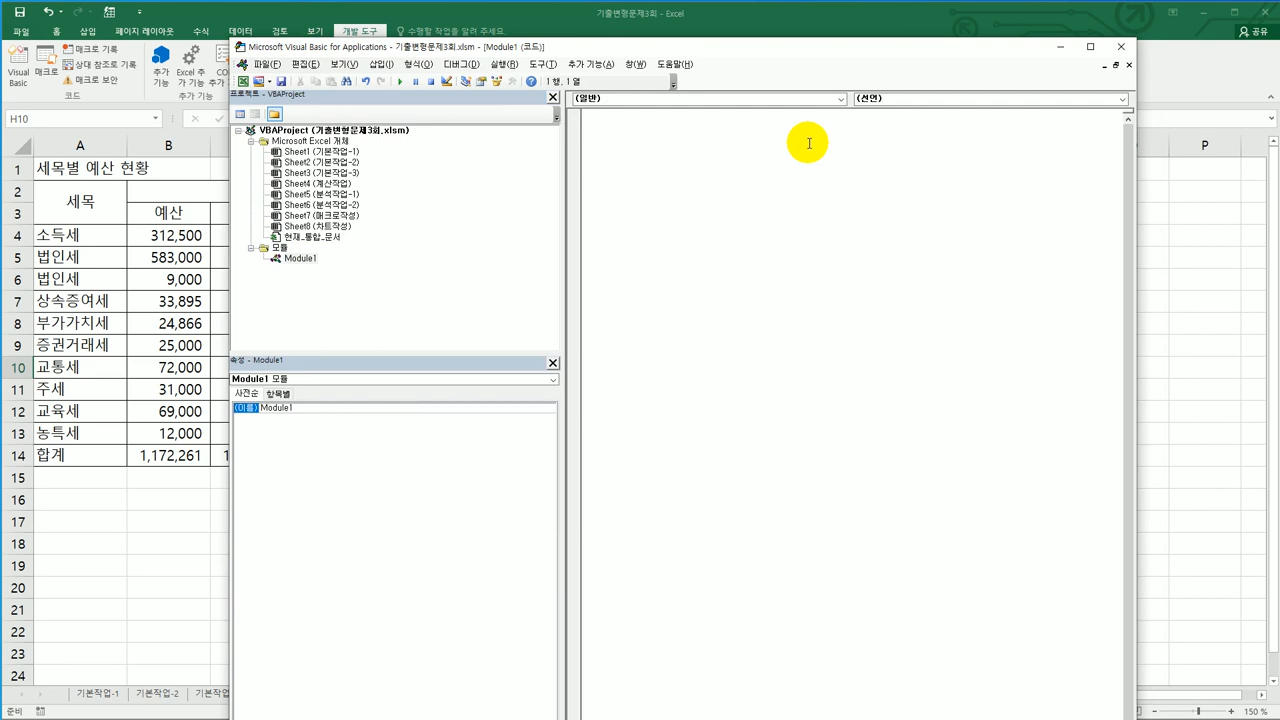 기출변형문제3회 - Excel
파일 홈 삽입 페이지 레이아웃 수식 데이터 검토 보기 개발 도구 수행할 작업을 알려 주세요. 공유
Microsoft Visual Basic for Applications - 기출변형문제3회.xlsm - [Module1 (코드)]
파일(F) 편집(E) 보기(V) 삽입(I) 형식(O) 디버그(D) 실행(R) 도구(T) 추가 기능(A) 창(W) 도움말(H)
Visual Basic
매크로
매크로 기록
상대 참조로 기록
매크로 보안
추가 기능
Excel 추가 기능
코드
추가 기능
1 행, 1 열
프로젝트 - VBAProject
(일반)
(선언)
VBAProject (기출변형문제3회.xlsm)
Microsoft Excel 개체
Sheet1 (기본작업-1)
Sheet2 (기본작업-2)
Sheet3 (기본작업-3)
Sheet4 (계산작업)
Sheet5 (분석작업-1)
Sheet6 (분석작업-2)
Sheet7 (매크로작성)
Sheet8 (차트작성)
현재_통합_문서
모듈
Module1
속성 - Module1
Module1 모듈
사전순 항목별
(이름) Module1
H10
A B P
1 세목별 예산 현황
2 세목
3 예산
4 소득세 312,500
5 법인세 583,000
6 법인세 9,000
7 상속증여세 33,895
8 부가가치세 24,866
9 증권거래세 25,000
10 교통세 72,000
11 주세 31,000
12 교육세 69,000
13 농특세 12,000
14 합계 1,172,261 1
15
16
17
18
19
20
21
22
23
24
기본작업-1 기본작업-2
준비
150 %